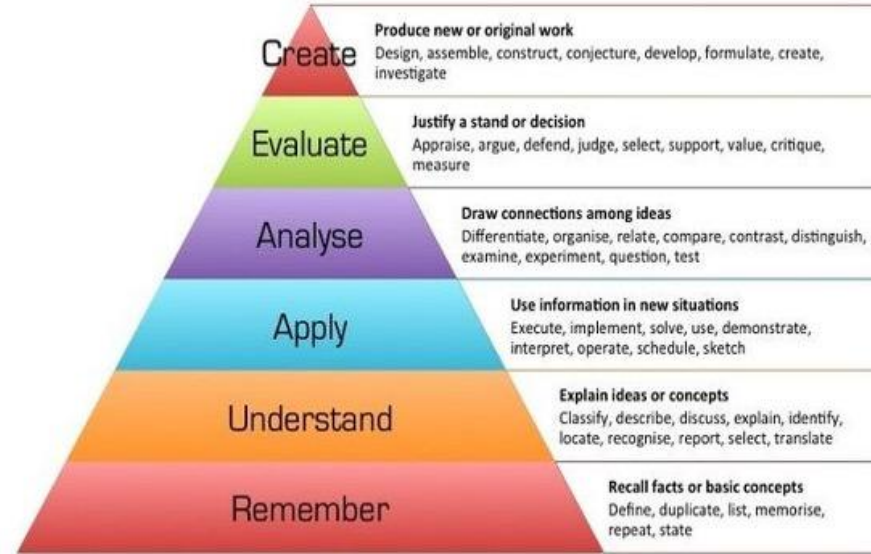 Create
Produce new or original work
Design, assemble, construct, conjecture, develop, formulate, create,
investigate
Evaluate
Justify a stand or decision
Appraise, argue, defend, judge, select, support, value, critique,
measure
Analyse
Draw connections among ideas
Differentiate, organise, relate, compare, contrast, distinguish,
examine, experiment, question, test
Apply
Use information in new situations
Execute, implement, solve, use, demonstrate,
interpret, operate, schedule, sketch
Understand
Explain ideas or concepts
Classify, describe, discuss, explain, identify,
locate, recognise, report, select, translate
Remember
Recall facts or basic concepts
Define, duplicate, list, memorise,
repeat, state